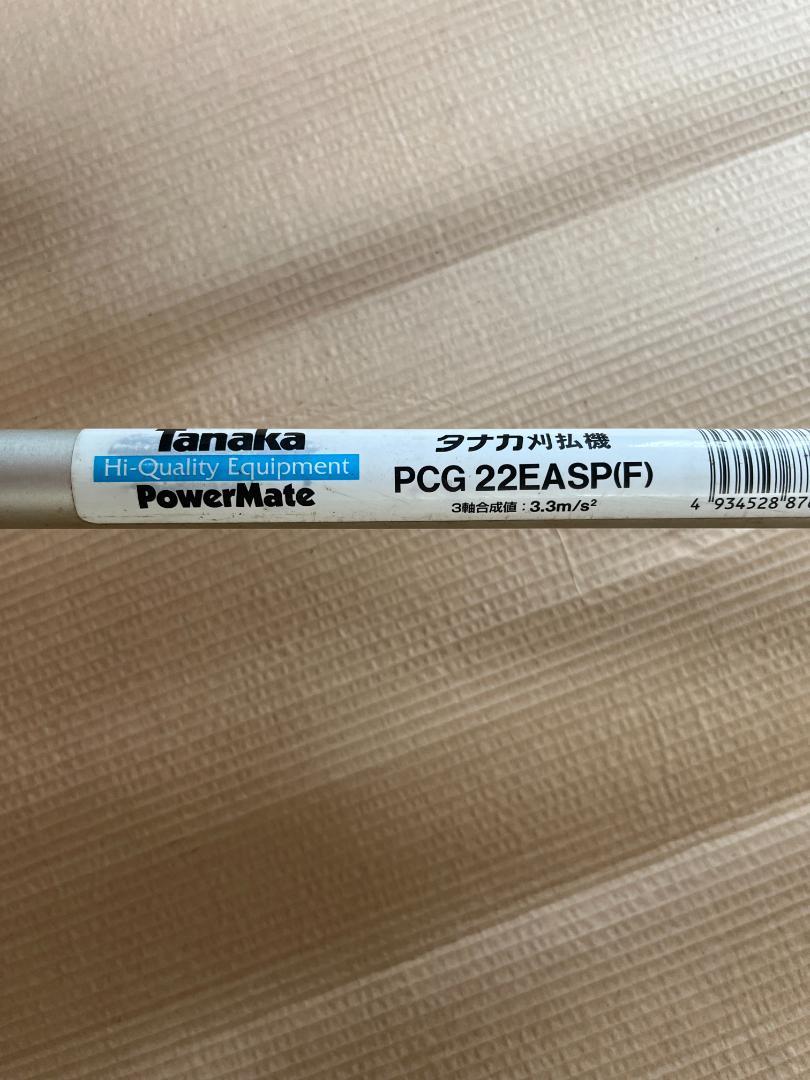 Tanaka
Hi-Quality Equipment
PowerMate
タナカ刈払機
PCG 22EASP(F)
3軸合成値：3.3m/s²
4 934528 87